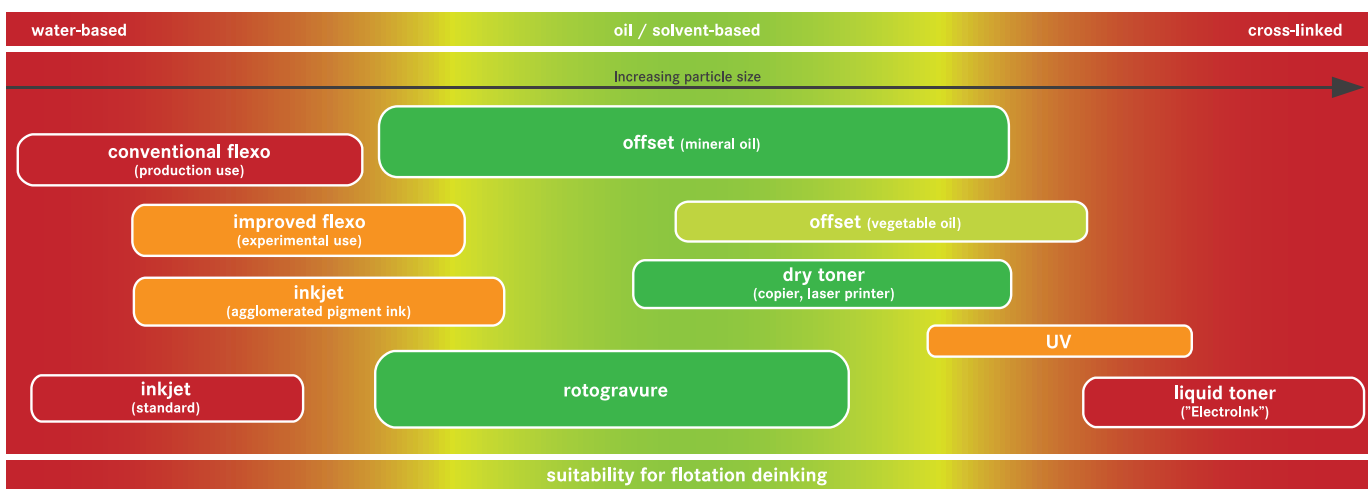 water-based
oil / solvent-based
cross-linked
Increasing particle size
offset (mineral oil)
conventional flexo
(production use)
improved flexo
(experimental use)
offset (vegetable oil)
dry toner
(copier, laser printer)
inkjet
(agglomerated pigment ink)
UV
rotogravure
inkjet
(standard)
liquid toner
("ElectroInk")
suitability for flotation deinking